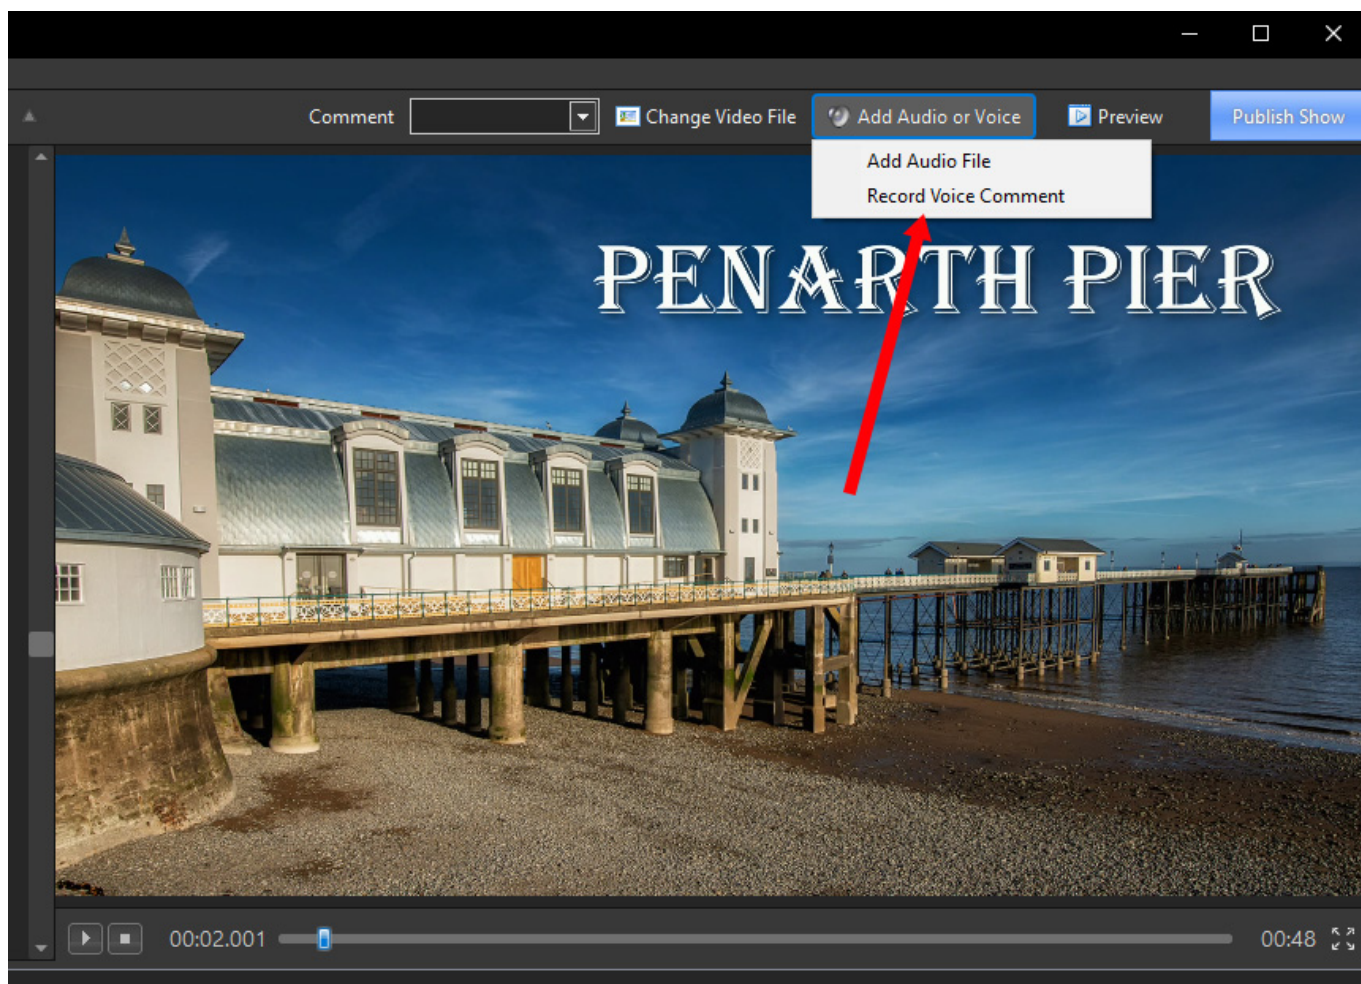 Comment
Change Video File
Add Audio or Voice
Preview
Publish Show
Add Audio File
Record Voice Comment
PENARTH PIER
00:02.001
00:48